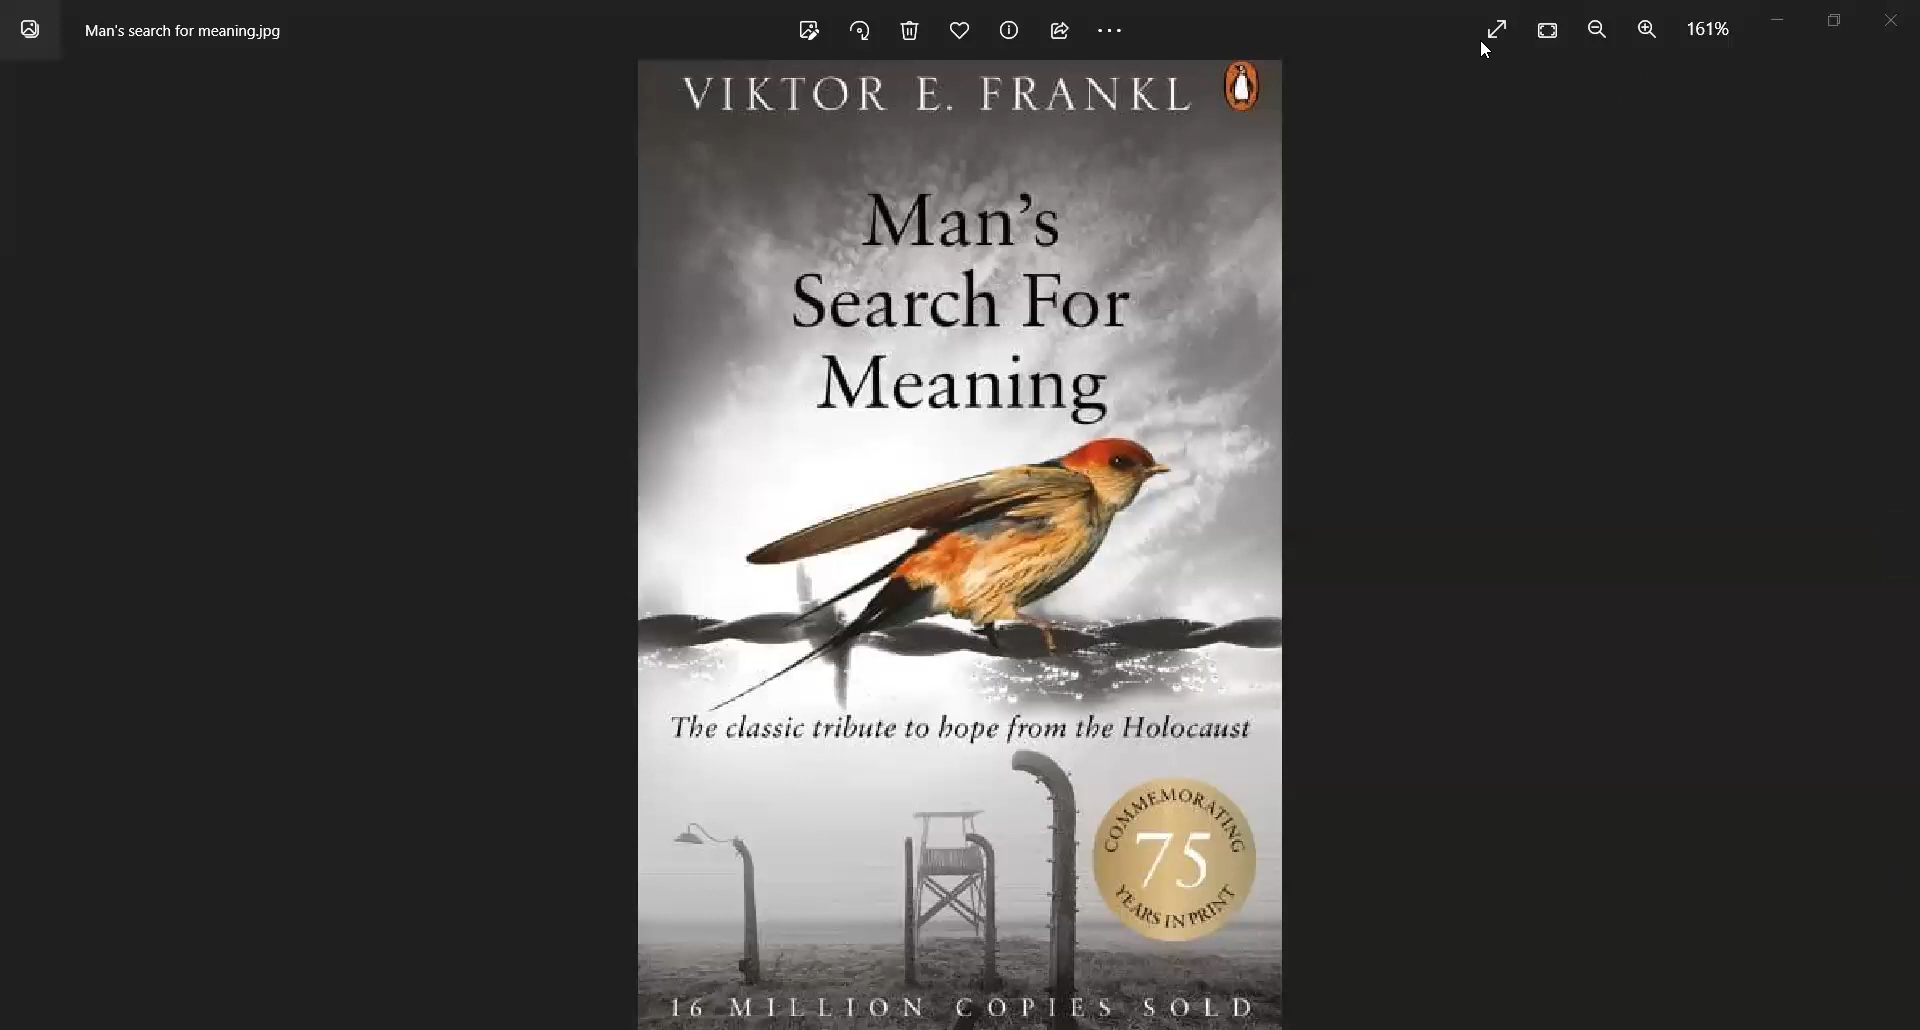 Man's search for meaning.jpg
161%
VIKTOR E. FRANKL
Man's
Search For
Meaning
The classic tribute to hope from the Holocaust
COMMEMORATING
75
YEARS IN PRINT
16 MILLION COPIES SOLD